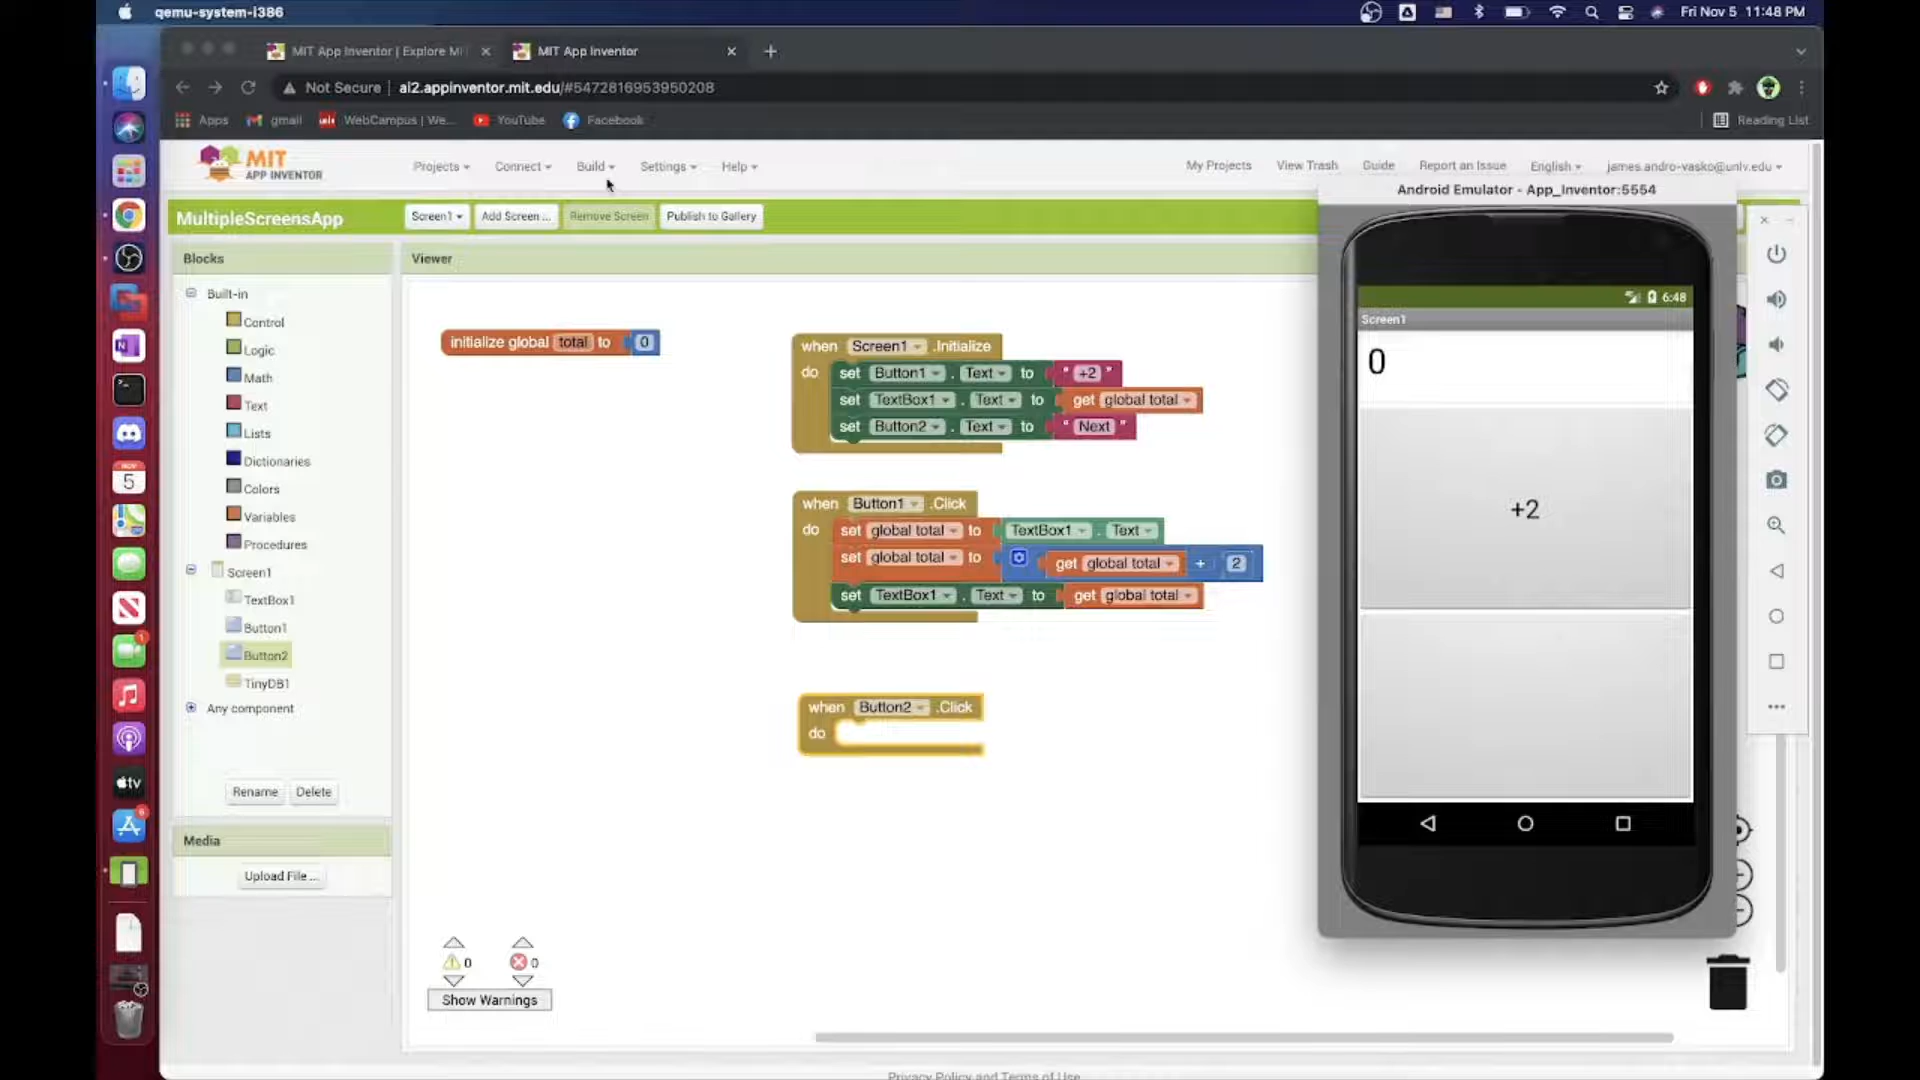 qemu-system-i386
Fri Nov 5 11:48 PM
MIT App Inventor | Explore MI
MIT App Inventor
Not Secure | ai2.appinventor.mit.edu/#5472816953950208
Apps
gmail
WebCampus | We...
YouTube
Facebook
Reading List
MIT
APP INVENTOR
Projects
Connect
Build
Settings
Help
My Projects
View Trash
Guide
Report an Issue
English
james.andro-vasko@unlv.edu
Android Emulator - App_Inventor:5554
MultipleScreensApp
Screen1
Add Screen ...
Remove Screen
Publish to Gallery
Blocks
Viewer
Built-in
Control
Logic
Math
Text
Lists
Dictionaries
Colors
Variables
Procedures
Screen1
TextBox1
Button1
Button2
TinyDB1
Any component
Rename
Delete
Media
Upload File ...
initialize global total to 0
when Screen1 .Initialize
do set Button1 . Text to " +2 "
set TextBox1 . Text to get global total
set Button2 . Text to " Next "
when Button1 .Click
do set global total to TextBox1 . Text
set global total to get global total + 2
set TextBox1 . Text to get global total
when Button2 .Click
do
0
0
Show Warnings
6:48
Screen1
0
+2
NOV
5
tv
1
6
Privacy Policy and Terms of Use